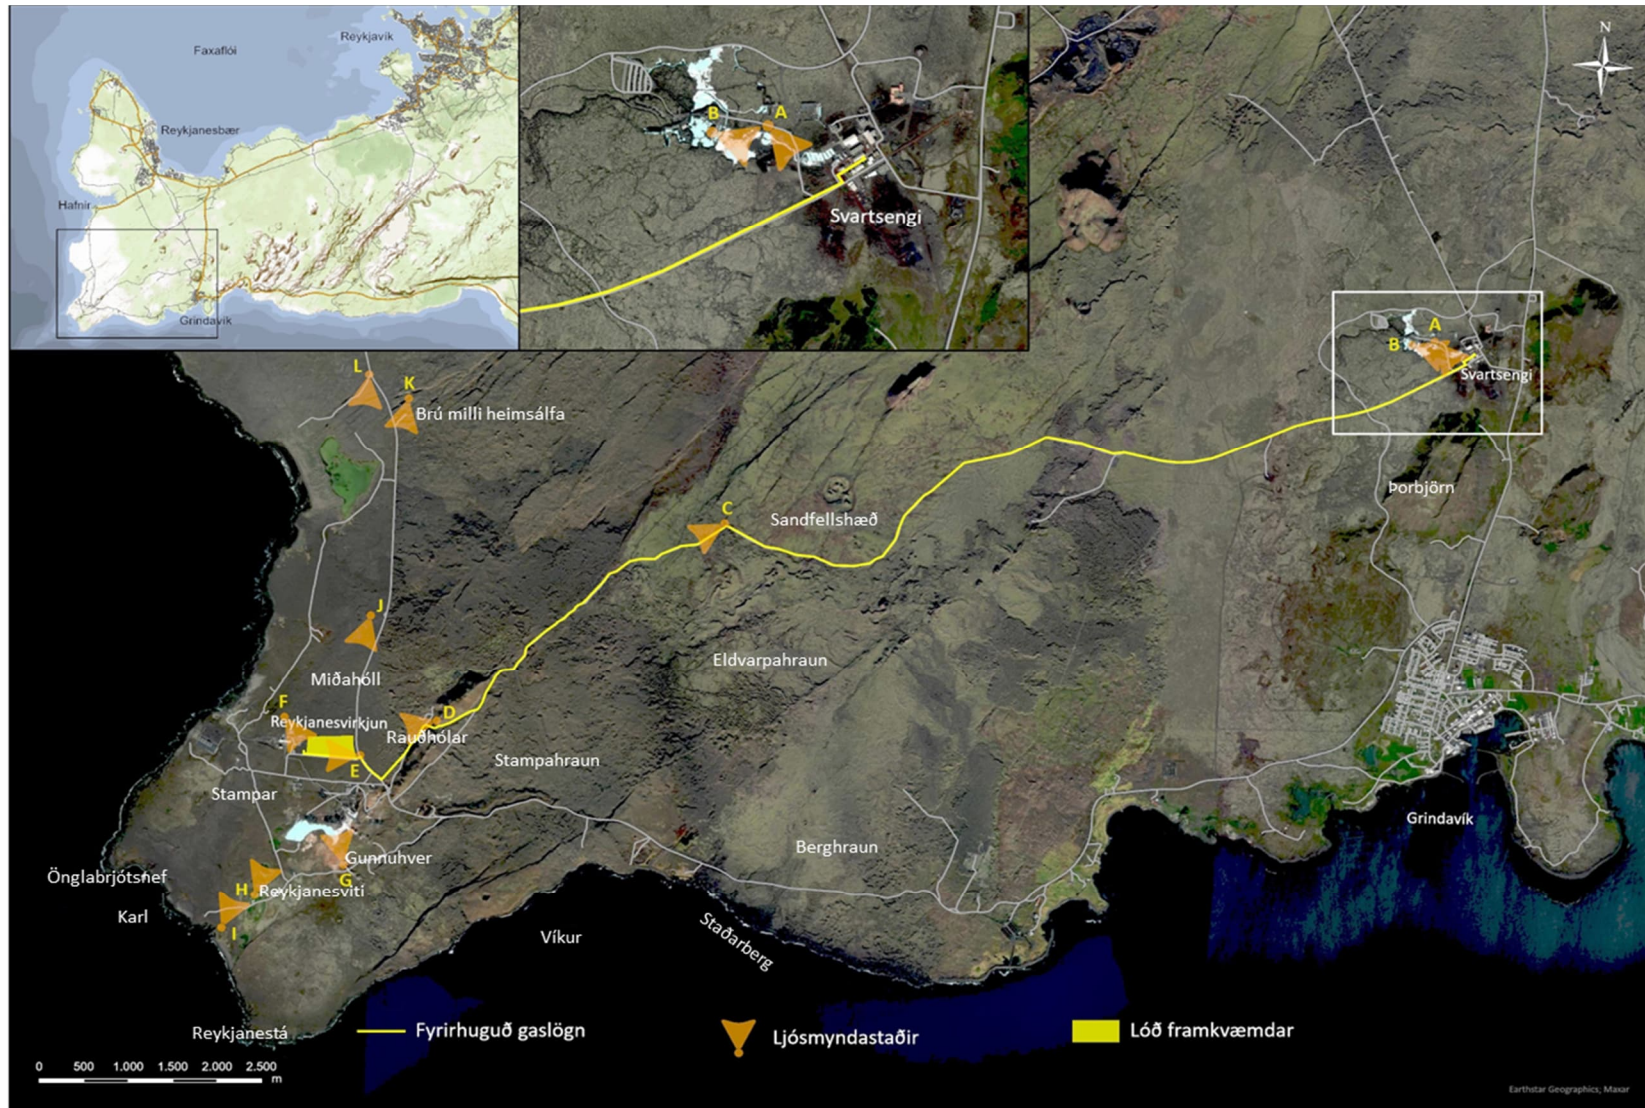 Reykjavík
Faxaflói
Reykjanesbær
Hafnir
Grindavík
B
A
Svartsengi
N
A
B
Svartsengi
L
K
Brú milli heimsálfa
C
Sandfellshæð
Þorbjörn
J
Eldvarpahraun
Miðahóll
F
Reykjanesvirkjun
D
Rauðhólar
E
Stampahraun
Stampar
Grindavík
Berghraun
Gunnuhver
G
Önglabrjótsnef
H
Reykjanesviti
Karl
I
Víkur
Staðarberg
Reykjanestá
Fyrirhuguð gaslögn
Ljósmyndastaðir
Lóð framkvæmdar
0 500 1.000 1.500 2.000 2.500
m
Earthstar Geographics; Maxar